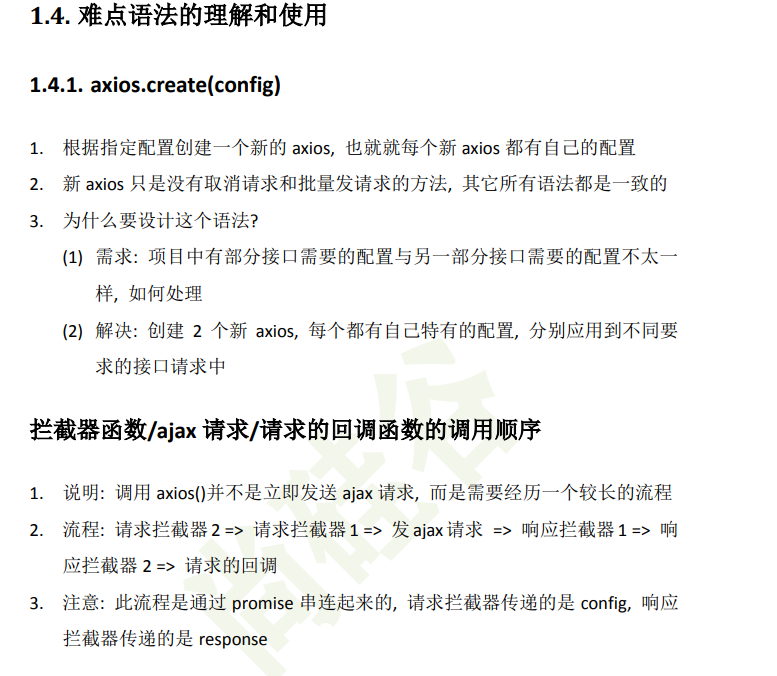 1.4. 难点语法的理解和使用
1.4.1. axios.create(config)
1. 根据指定配置创建一个新的 axios, 也就就每个新 axios 都有自己的配置
2. 新 axios 只是没有取消请求和批量发请求的方法, 其它所有语法都是一致的
3. 为什么要设计这个语法?
(1) 需求: 项目中有部分接口需要的配置与另一部分接口需要的配置不太一
样, 如何处理
(2) 解决: 创建 2 个新 axios, 每个都有自己特有的配置, 分别应用到不同要
求的接口请求中
拦截器函数/ajax 请求/请求的回调函数的调用顺序
1. 说明: 调用 axios()并不是立即发送 ajax 请求, 而是需要经历一个较长的流程
2. 流程: 请求拦截器2 => 请求拦截器1 => 发ajax请求 => 响应拦截器1 => 响
应拦截器 2 => 请求的回调
3. 注意: 此流程是通过 promise 串连起来的, 请求拦截器传递的是 config, 响应
拦截器传递的是 response
尚硅谷